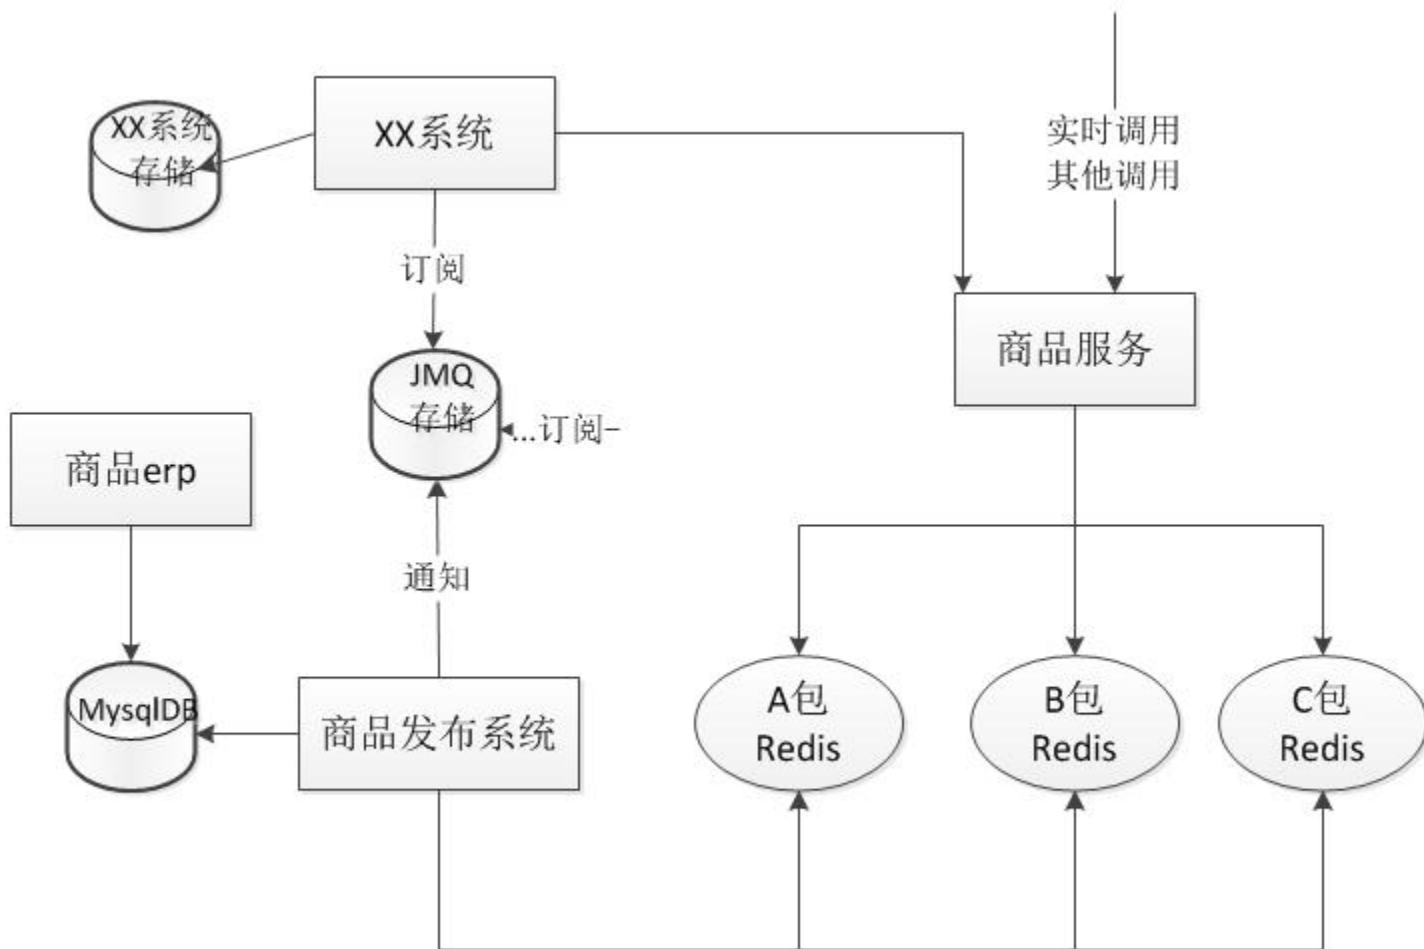 XX系统
存储
XX系统
实时调用
其他调用
订阅
商品服务
JMQ
存储
...订阅-
商品erp
通知
MysqlDB
商品发布系统
A包
Redis
B包
Redis
C包
Redis